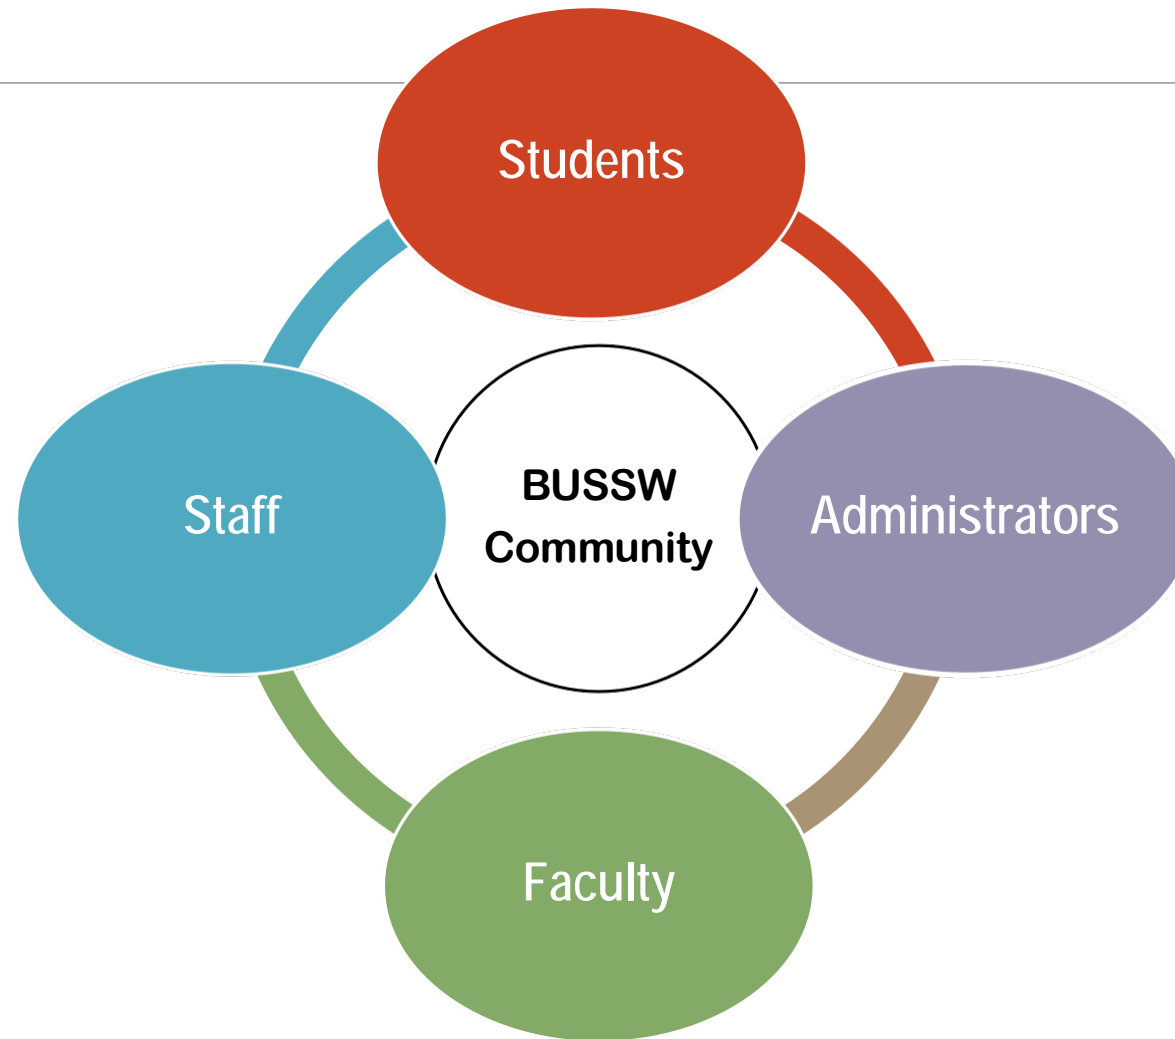 Students
Staff
BUSSW
Community
Administrators
Faculty